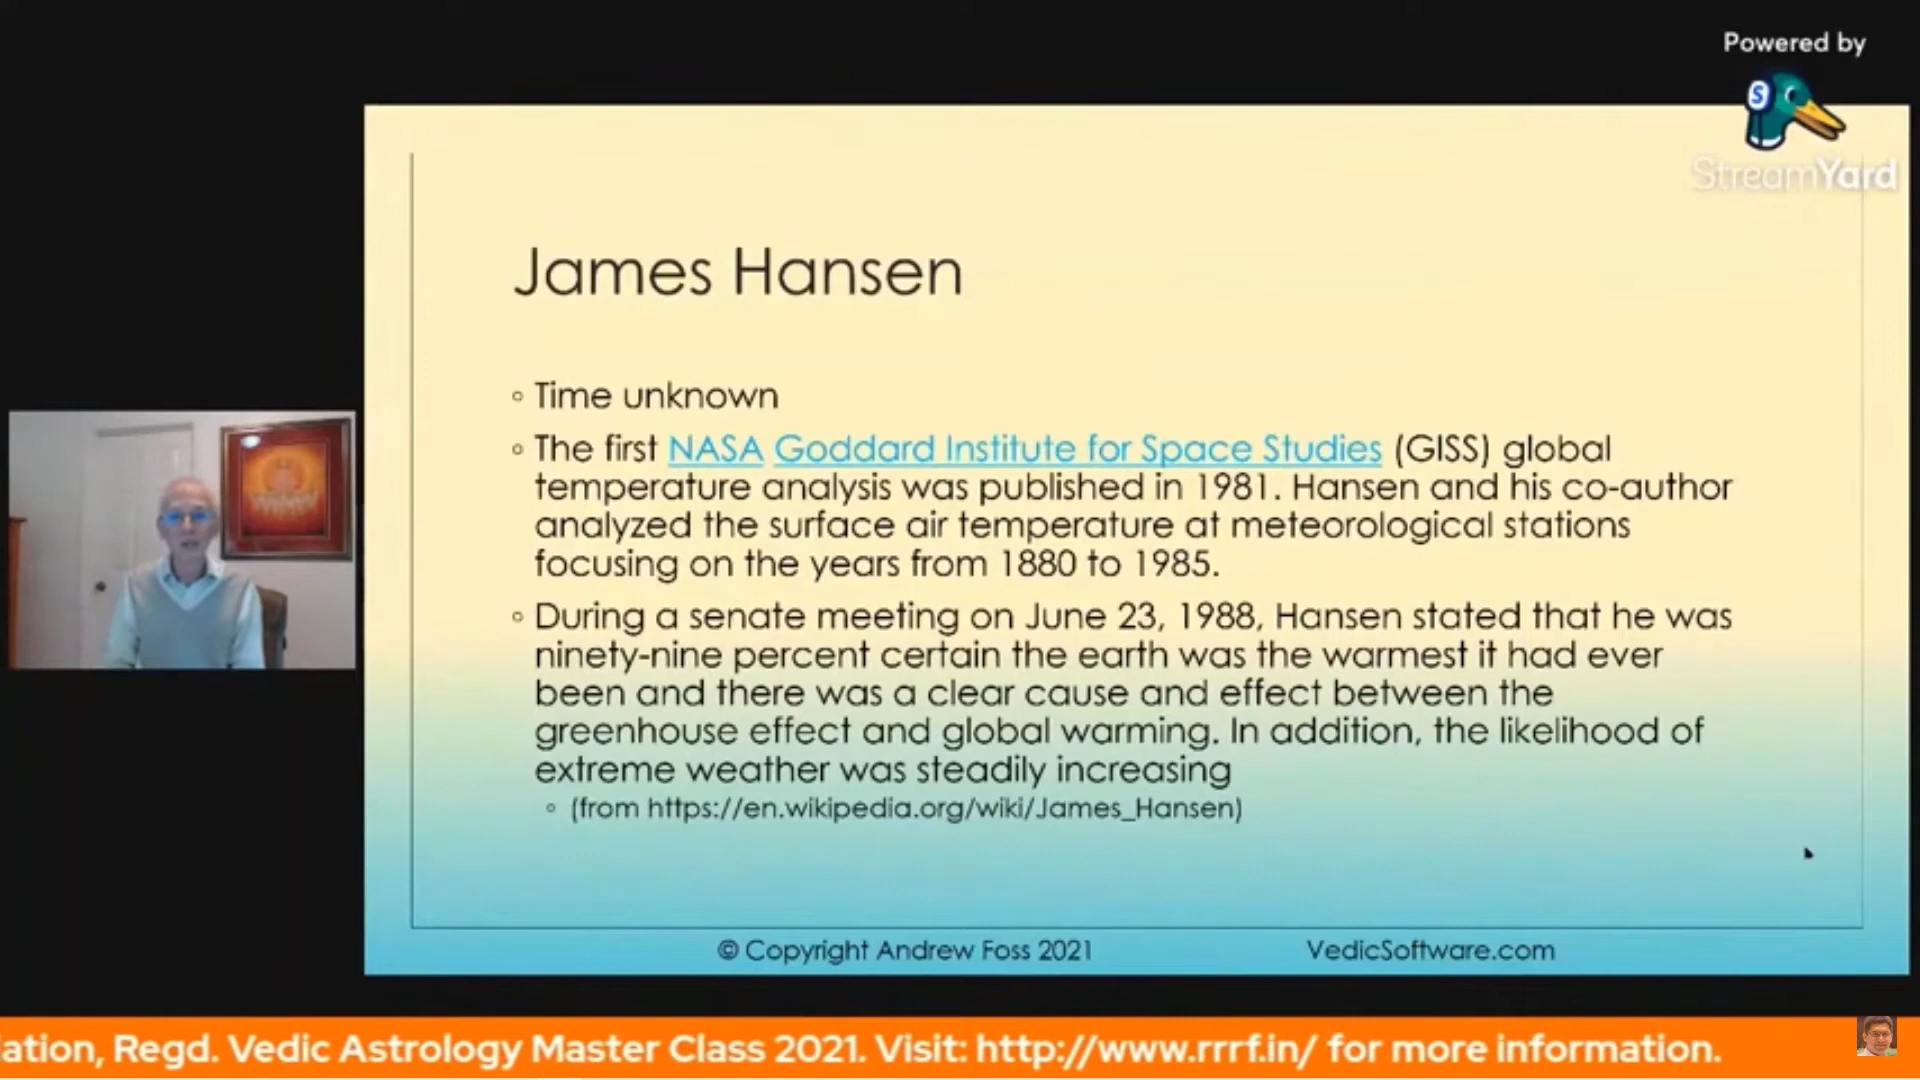 Powered by
S
StreamYard
James Hansen
◦ Time unknown
◦ The first NASA Goddard Institute for Space Studies (GISS) global
temperature analysis was published in 1981. Hansen and his co-author
analyzed the surface air temperature at meteorological stations
focusing on the years from 1880 to 1985.
◦ During a senate meeting on June 23, 1988, Hansen stated that he was
ninety-nine percent certain the earth was the warmest it had ever
been and there was a clear cause and effect between the
greenhouse effect and global warming. In addition, the likelihood of
extreme weather was steadily increasing
◦ (from https://en.wikipedia.org/wiki/James_Hansen)
© Copyright Andrew Foss 2021 VedicSoftware.com
lation, Regd. Vedic Astrology Master Class 2021. Visit: http://www.rrrf.in/ for more information.